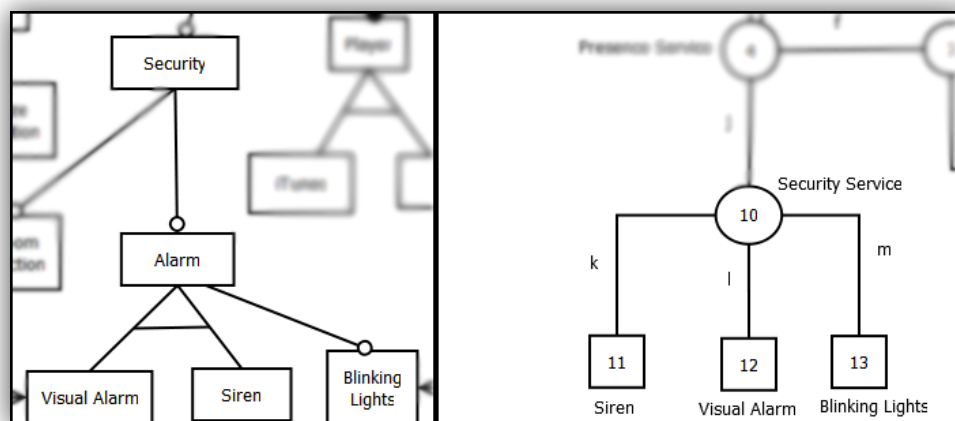 Security
Player
iTunes
Alarm
Visual Alarm
Siren
Blinking
Lights
Presence Service
4
f
j
Security Service
10
k
l
m
11
12
13
Siren
Visual Alarm
Blinking Lights